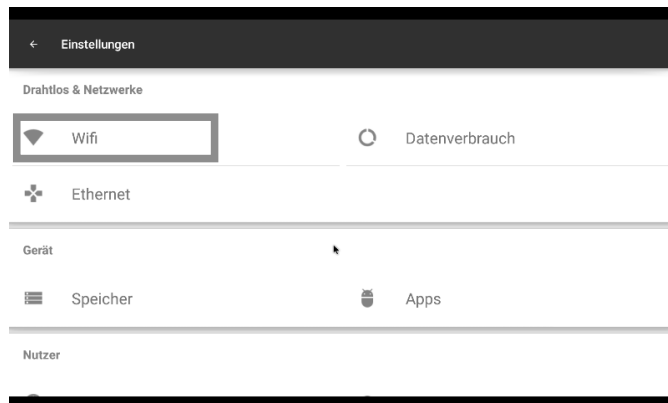 Einstellungen
Drahtlos & Netzwerke
Wifi
Datenverbrauch
Ethernet
Gerät
Speicher
Apps
Nutzer